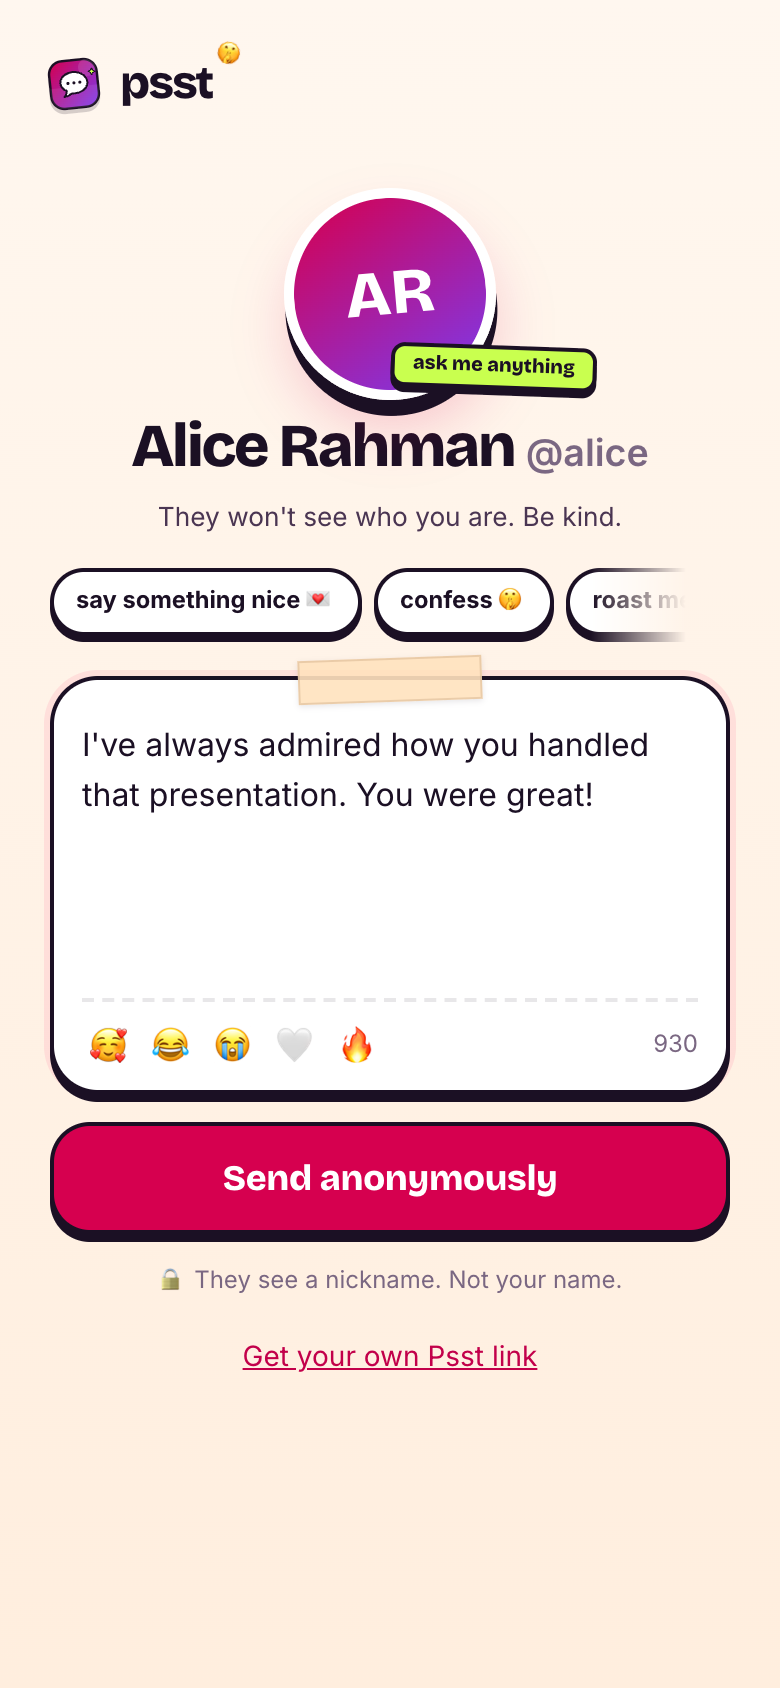 psst
AR
ask me anything
Alice Rahman @alice
They won't see who you are. Be kind.
say something nice 💌 confess 🤫 roast me
I've always admired how you handled
that presentation. You were great!
🥰 😂 😭 🤍 🔥 930
Send anonymously
🔒 They see a nickname. Not your name.
Get your own Psst link